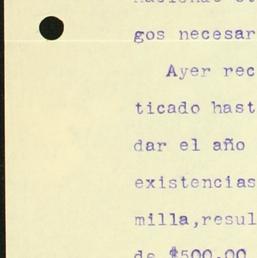 gos necesar
Ayer rec
ticado hast
dar el año
existencias
milla,resul
de $500.00